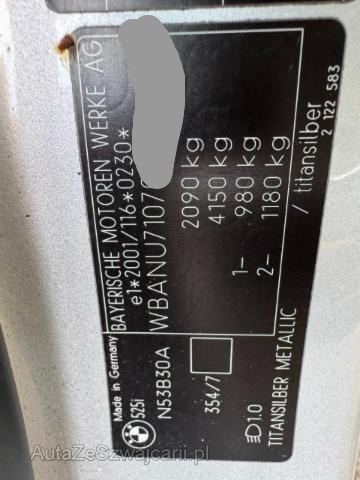 BAYERISCHE MOTOREN WERKE AG
e1*2001/116*0230*
WBANU7107
2090 kg
4150 kg
1- 980 kg
2- 1180 kg
Made in Germany
525i
N53B30A
354/7
1.0
TITANSILBER METALLIC / titansilber
2 122 583
AutaZeSzwajcarii.pl